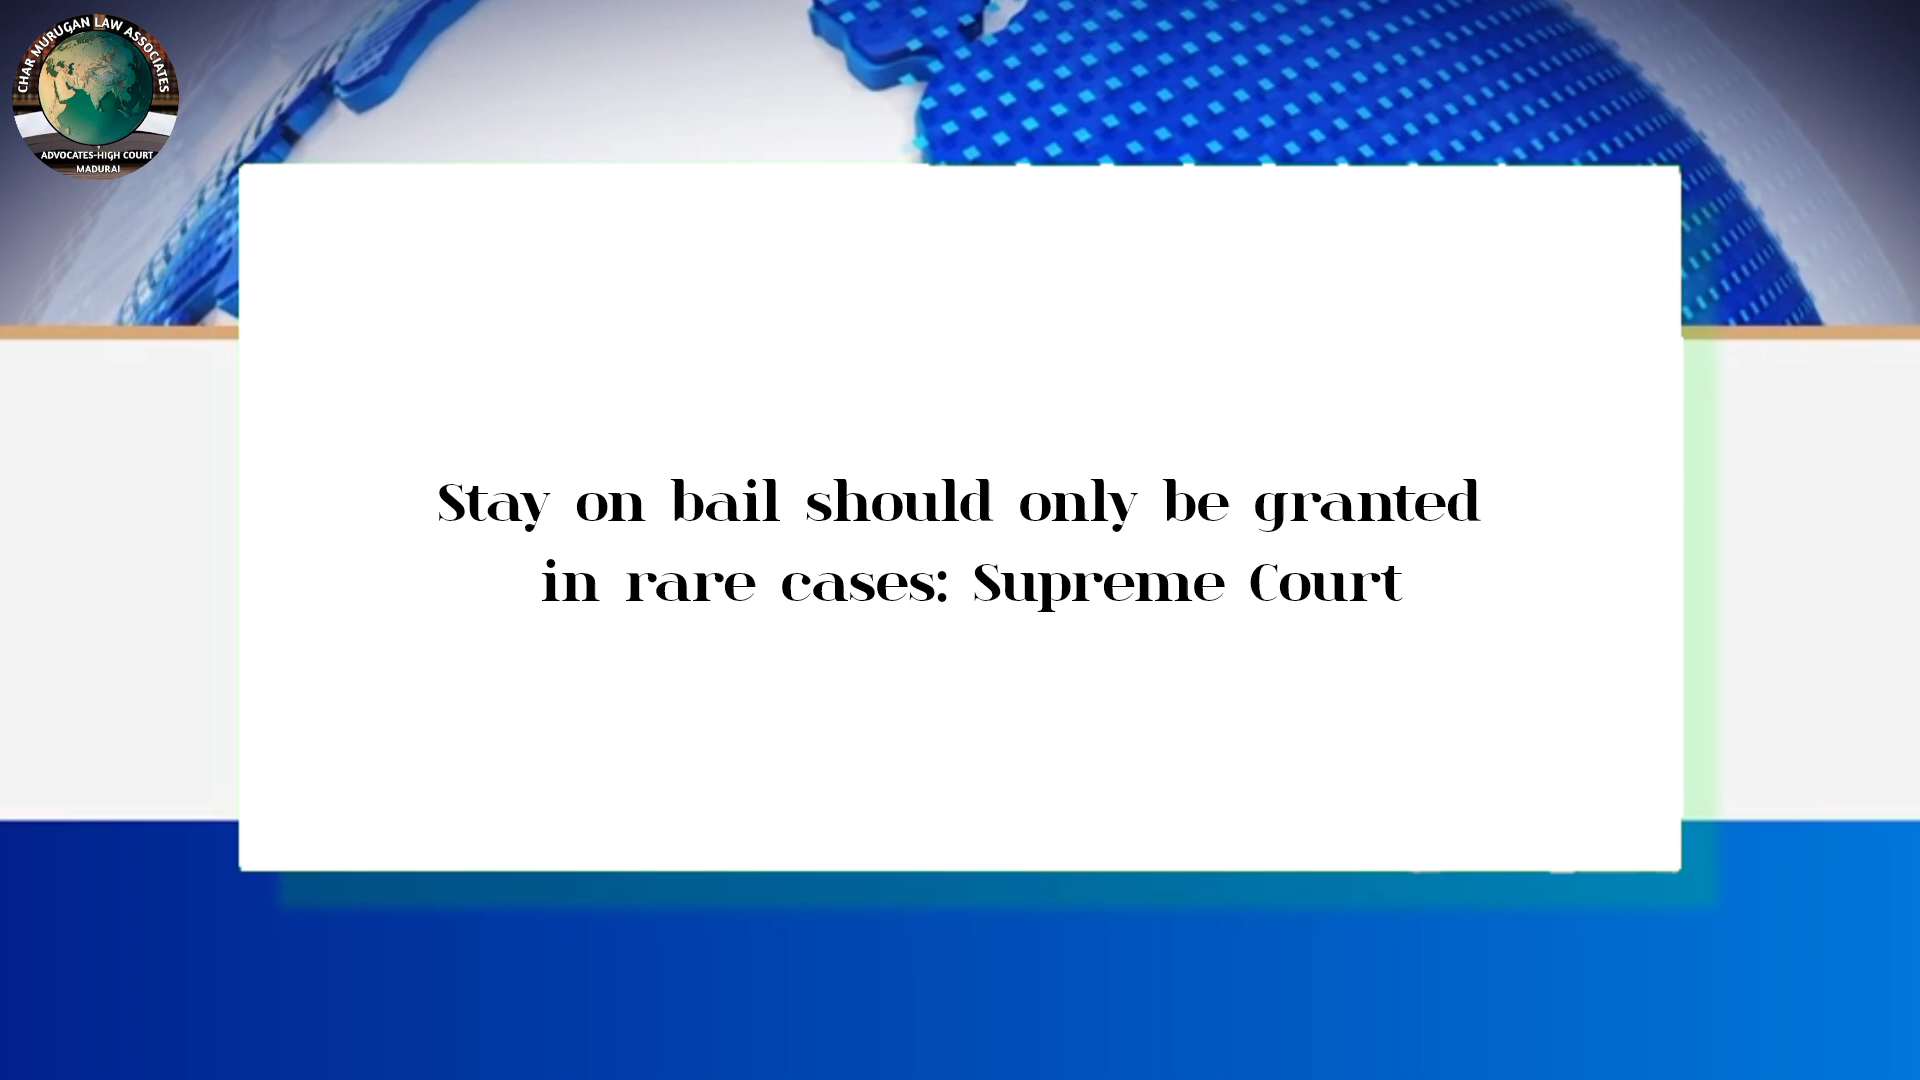 CHAR MURUGAN LAW ASSOCIATES
ADVOCATES-HIGH COURT
MADURAI
Stay on bail should only be granted
in rare cases: Supreme Court